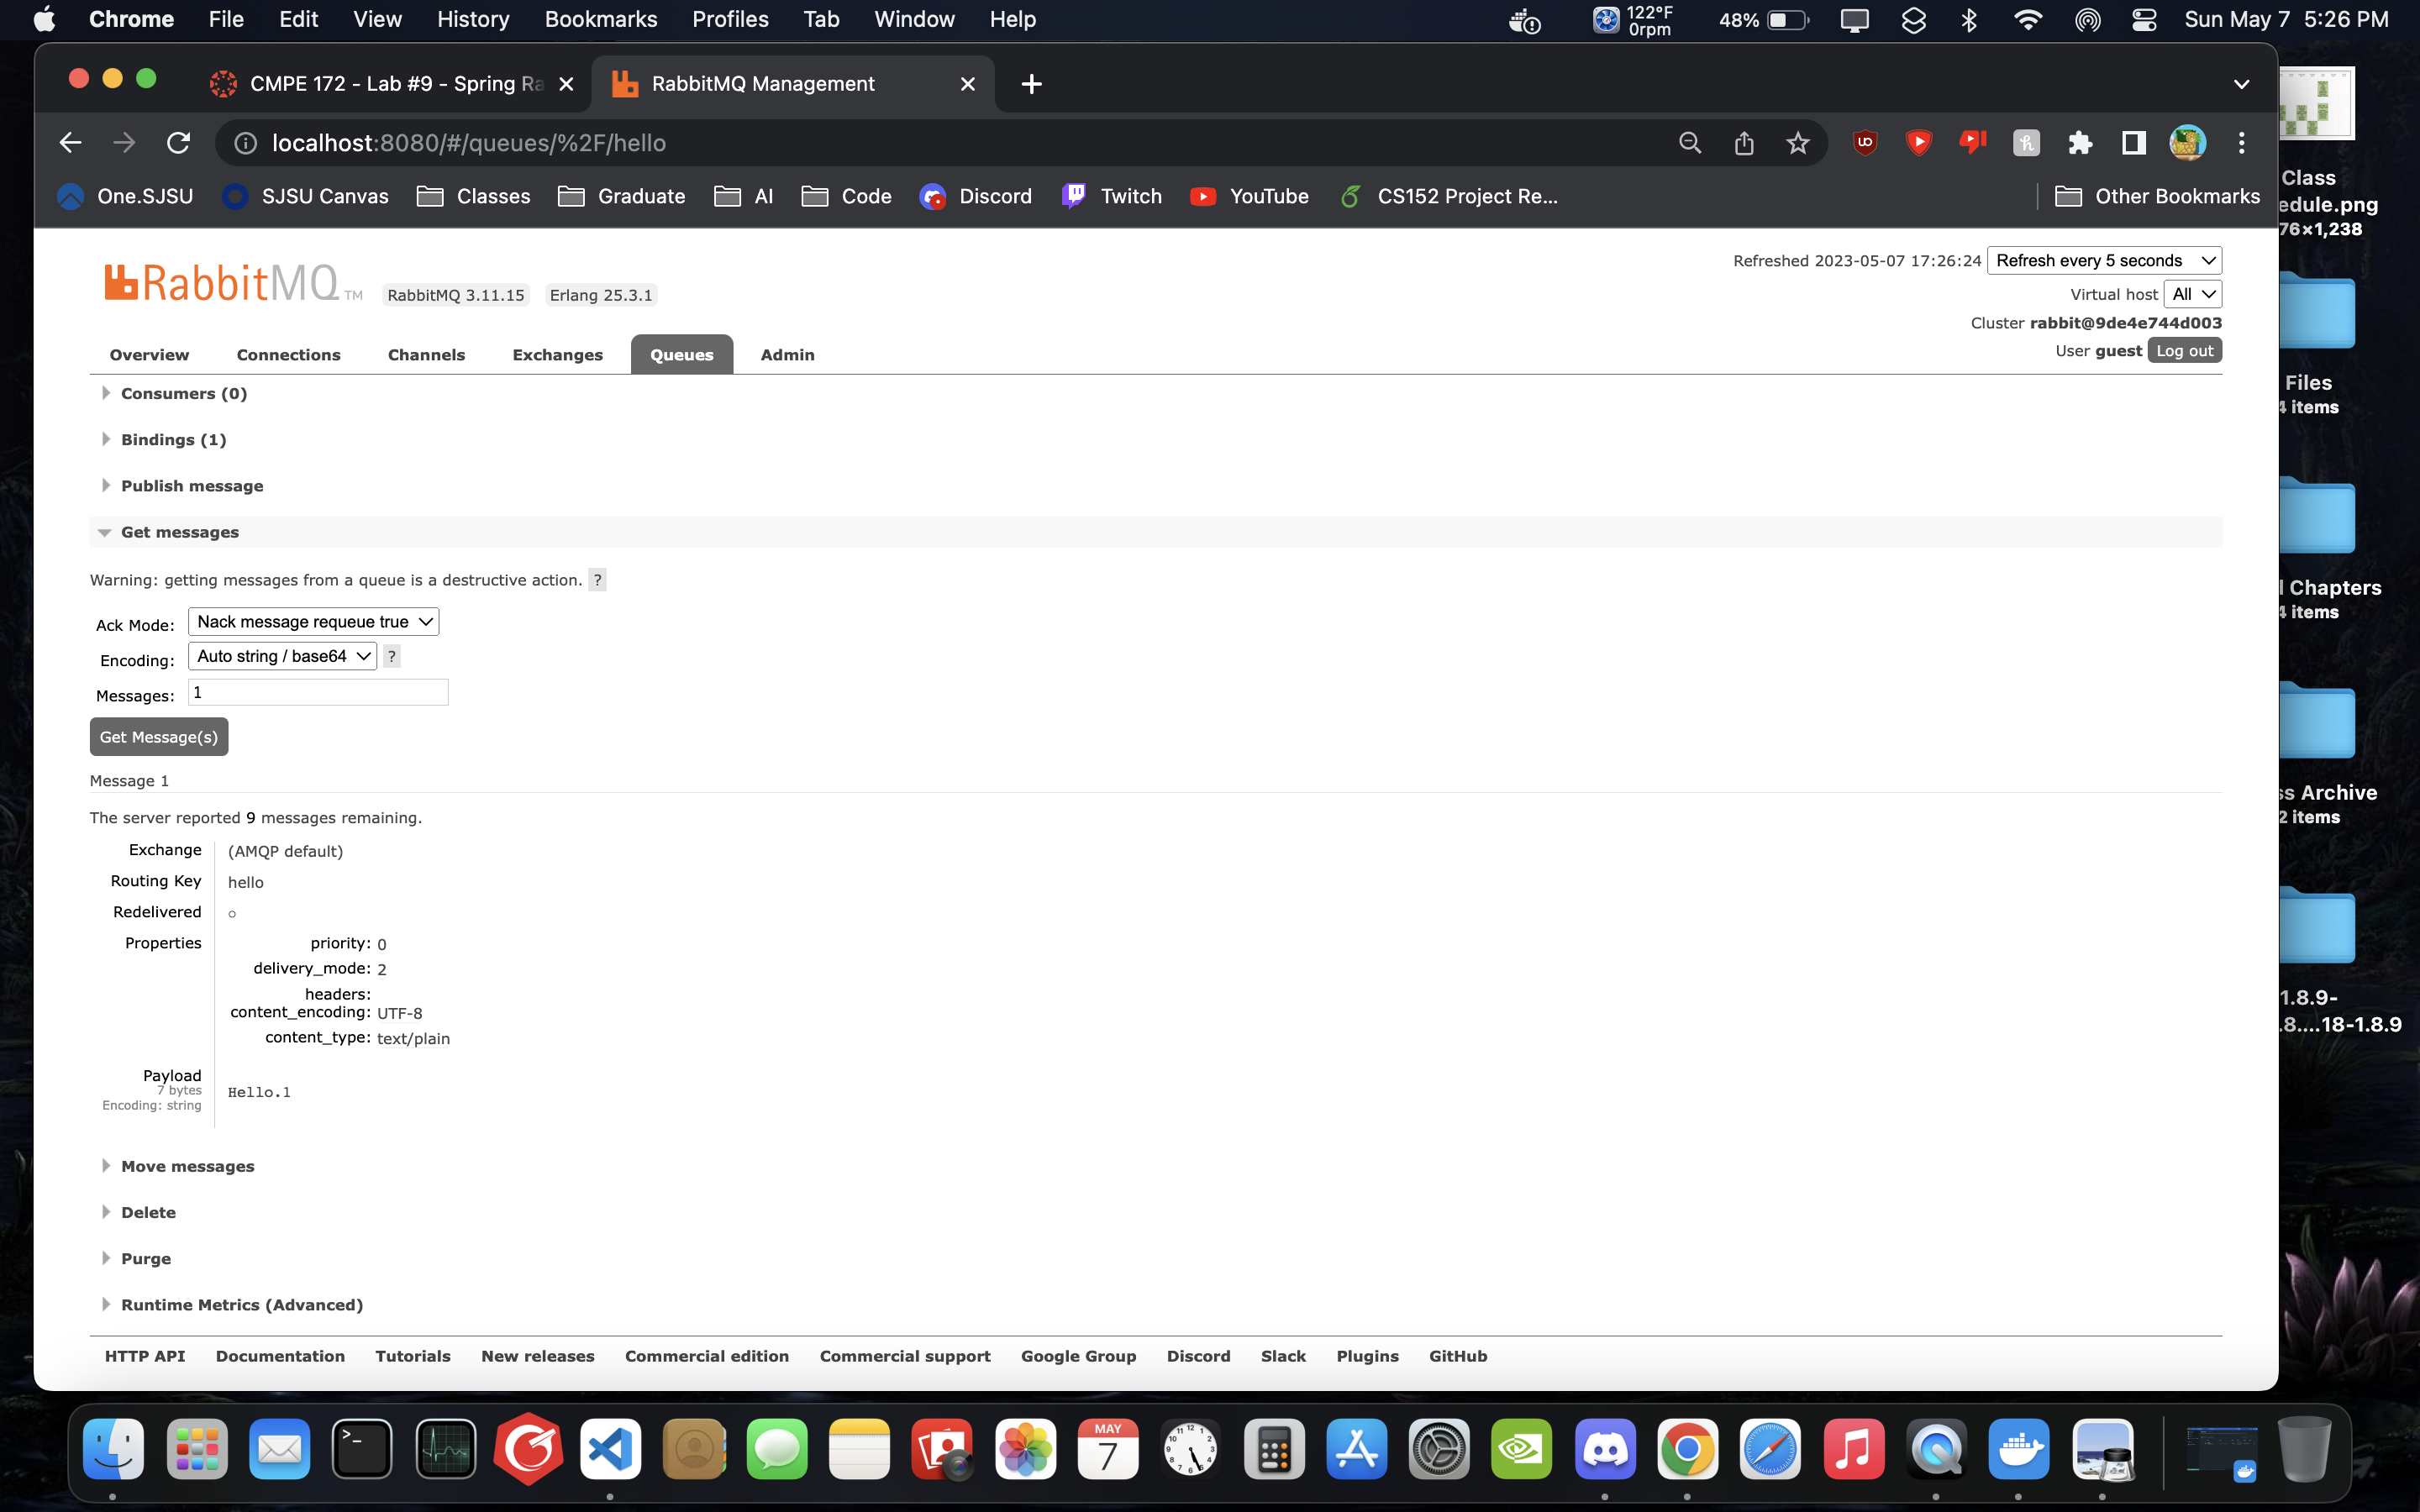 Chrome File Edit View History Bookmarks Profiles Tab Window Help 122°F 0rpm 48% Sun May 7 5:26 PM
CMPE 172 - Lab #9 - Spring Ra RabbitMQ Management
localhost:8080/#/queues/%2F/hello
One.SJSU SJSU Canvas Classes Graduate AI Code Discord Twitch YouTube CS152 Project Re... Other Bookmarks
RabbitMQ TM RabbitMQ 3.11.15 Erlang 25.3.1
Refreshed 2023-05-07 17:26:24 Refresh every 5 seconds
Virtual host All
Cluster rabbit@9de4e744d003
User guest Log out
Overview Connections Channels Exchanges Queues Admin
Consumers (0)
Bindings (1)
Publish message
Get messages
Warning: getting messages from a queue is a destructive action. ?
Ack Mode: Nack message requeue true
Encoding: Auto string / base64 ?
Messages: 1
Get Message(s)
Message 1
The server reported 9 messages remaining.
Exchange (AMQP default)
Routing Key hello
Redelivered ○
Properties priority: 0
delivery_mode: 2
headers:
content_encoding: UTF-8
content_type: text/plain
Payload
7 bytes
Encoding: string
Hello.1
Move messages
Delete
Purge
Runtime Metrics (Advanced)
HTTP API Documentation Tutorials New releases Commercial edition Commercial support Google Group Discord Slack Plugins GitHub
Class
edule.png
76×1,238
Files
4 items
l Chapters
4 items
ss Archive
2 items
1.8.9-
.8....18-1.8.9
MAY
7